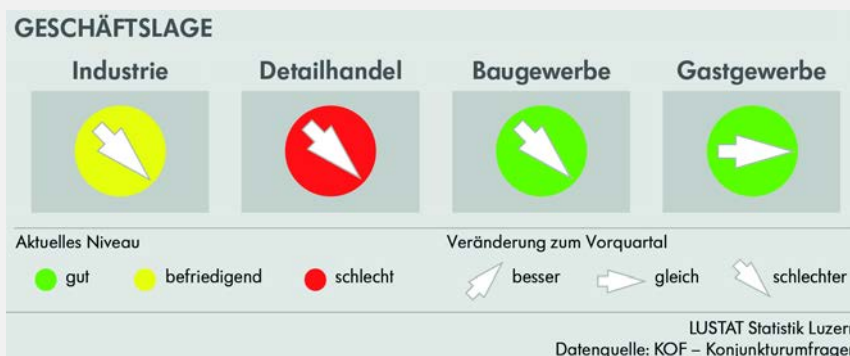 GESCHÄFTSLAGE
Industrie Detailhandel Baugewerbe Gastgewerbe
Aktuelles Niveau Veränderung zum Vorquartal
gut befriedigend schlecht besser gleich schlechter
LUSTAT Statistik Luzern
Datenquelle: KOF – Konjunkturumfragen